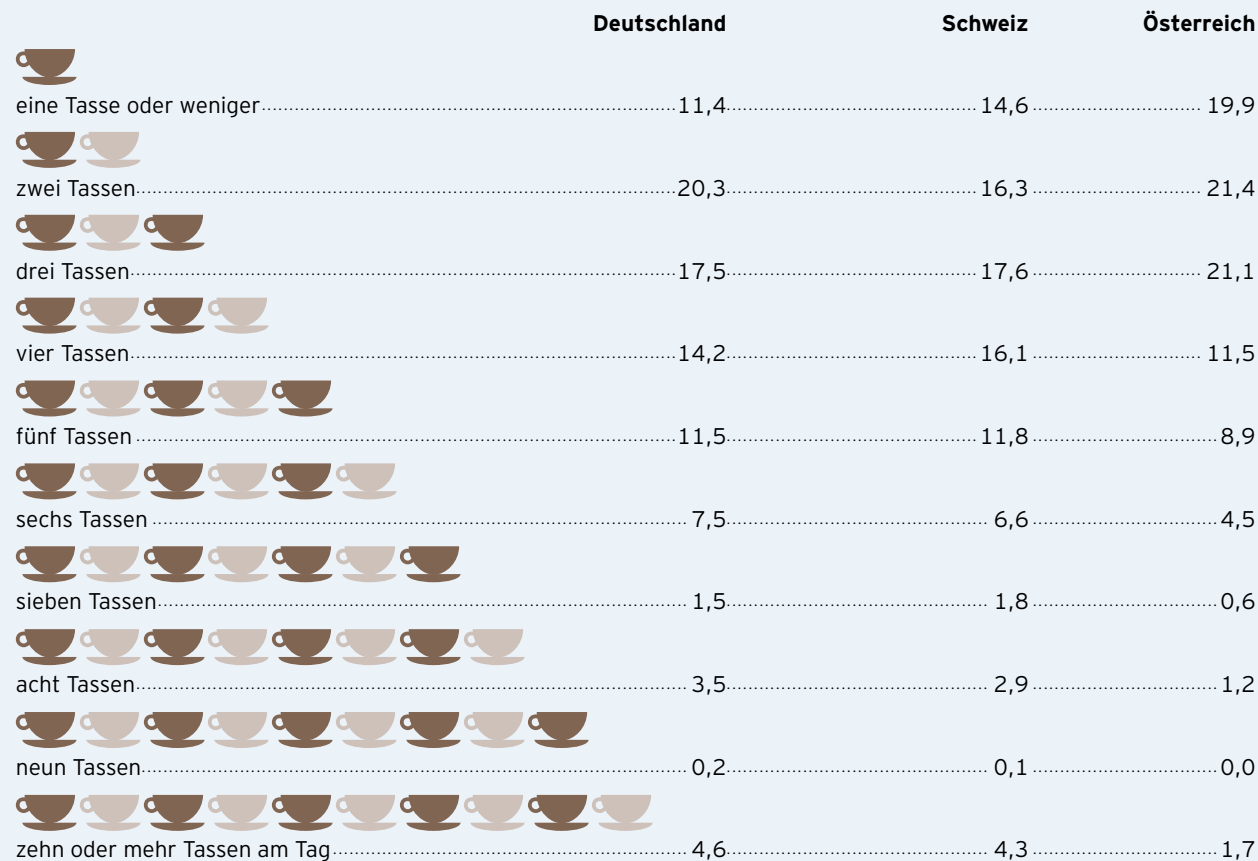 Deutschland Schweiz Österreich
eine Tasse oder weniger 11,4 14,6 19,9
zwei Tassen 20,3 16,3 21,4
drei Tassen 17,5 17,6 21,1
vier Tassen 14,2 16,1 11,5
fünf Tassen 11,5 11,8 8,9
sechs Tassen 7,5 6,6 4,5
sieben Tassen 1,5 1,8 0,6
acht Tassen 3,5 2,9 1,2
neun Tassen 0,2 0,1 0,0
zehn oder mehr Tassen am Tag 4,6 4,3 1,7